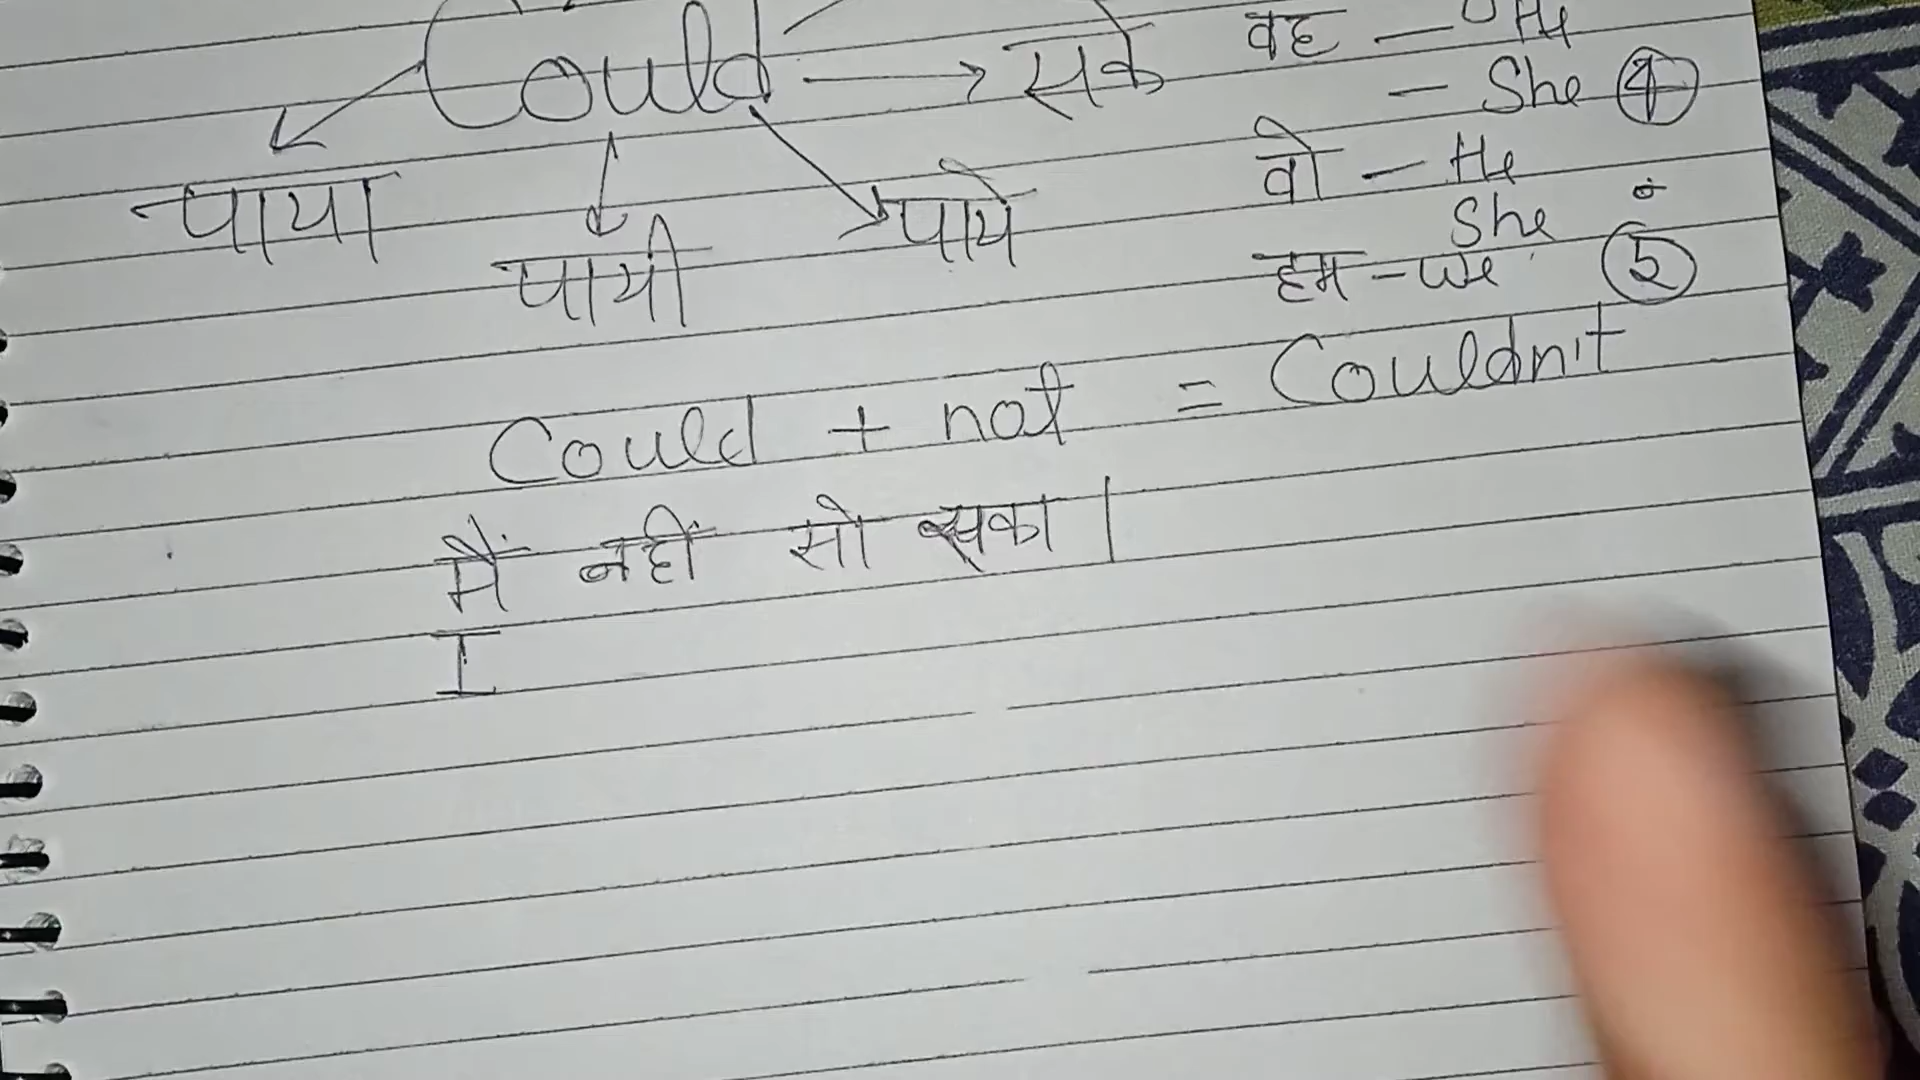 Could → सके वह - He
- She ④
वो - He
पाया पायी पाये She
हम - we ⑤
Could + not = Couldn't
मैं नहीं सो सका।
I